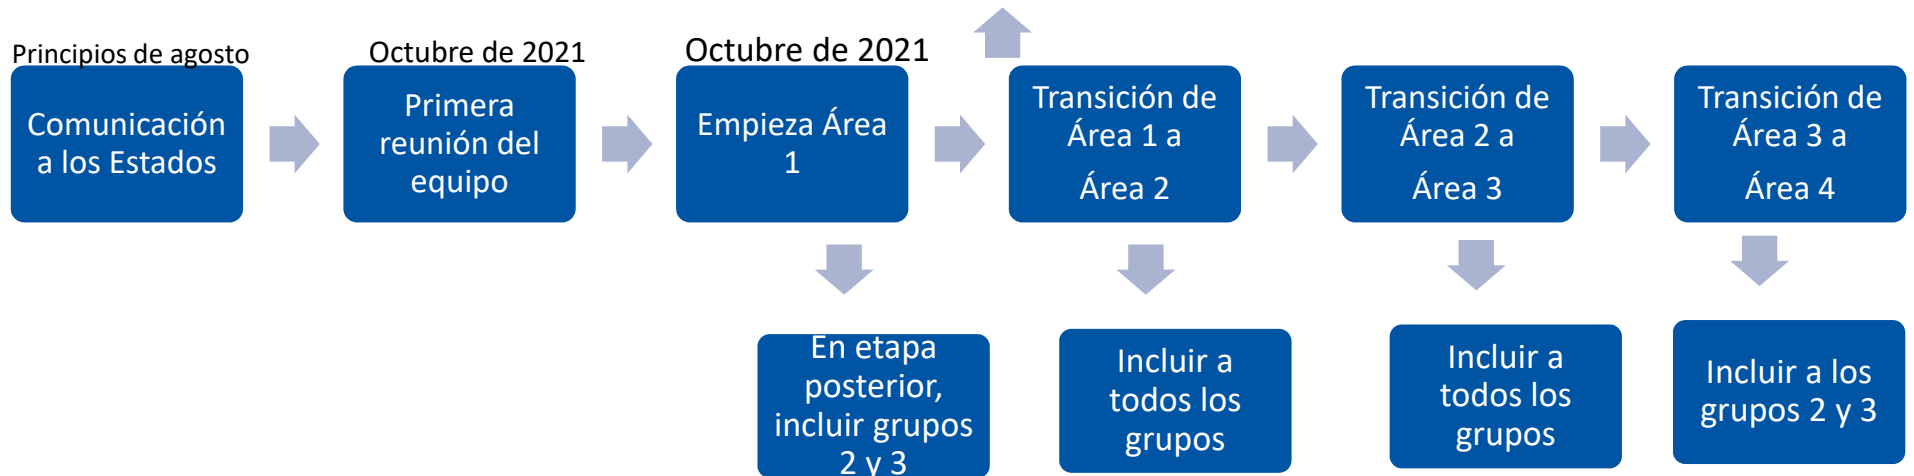 Principios de agosto
Octubre de 2021
Octubre de 2021
Comunicación
a los Estados
Primera
reunión del
equipo
Empieza Área
1
Transición de
Área 1 a
Área 2
Transición de
Área 2 a
Área 3
Transición de
Área 3 a
Área 4
En etapa
posterior,
incluir grupos
2 y 3
Incluir a
todos los
grupos
Incluir a
todos los
grupos
Incluir a los
grupos 2 y 3